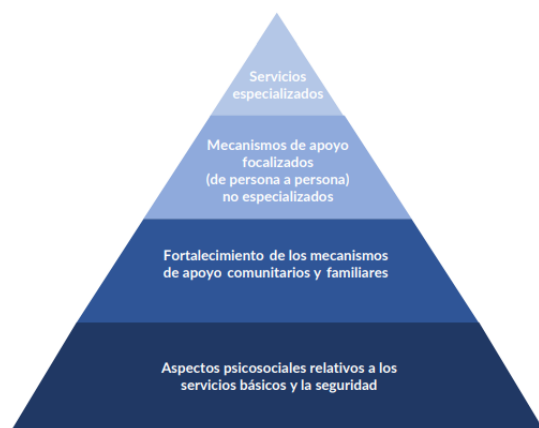 Servicios
especializados
Mecanismos de apoyo
focalizados
(de persona a persona)
no especializados
Fortalecimiento de los mecanismos
de apoyo comunitarios y familiares
Aspectos psicosociales relativos a los
servicios básicos y la seguridad